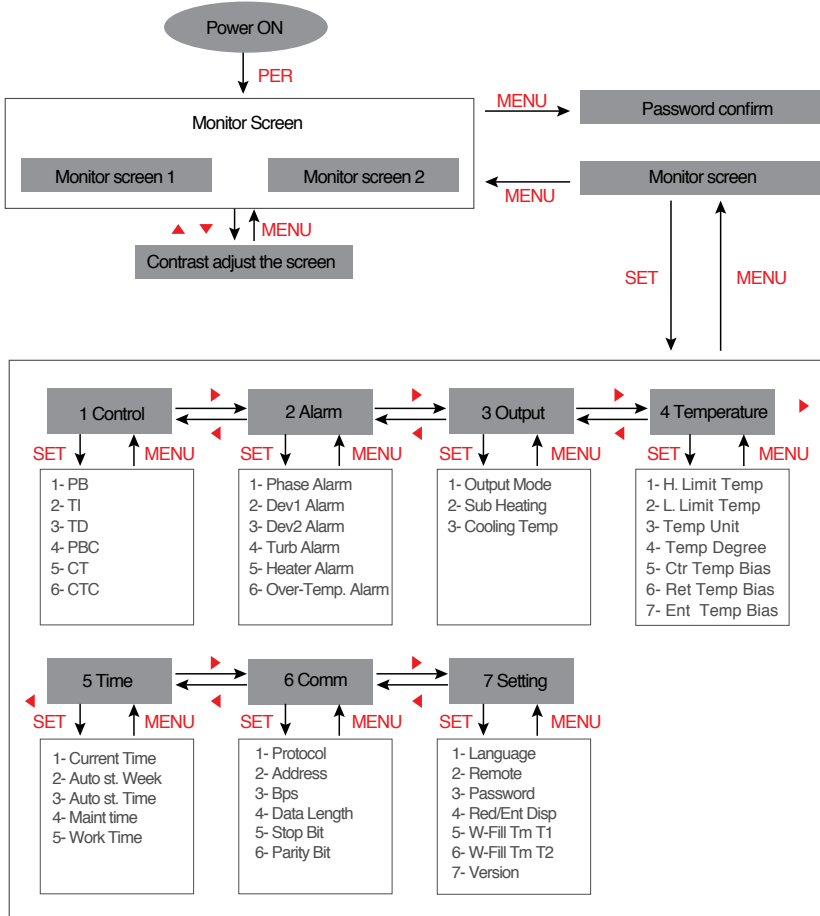 Power ON
PER
Monitor Screen
MENU
Password confirm
Monitor screen 1
Monitor screen 2
MENU
Monitor screen
MENU
Contrast adjust the screen
SET
MENU
1 Control
2 Alarm
3 Output
4 Temperature
SET
MENU
SET
MENU
SET
MENU
SET
MENU
1- PB
2- TI
3- TD
4- PBC
5- CT
6- CTC
1- Phase Alarm
2- Dev1 Alarm
3- Dev2 Alarm
4- Turb Alarm
5- Heater Alarm
6- Over-Temp. Alarm
1- Output Mode
2- Sub Heating
3- Cooling Temp
1- H. Limit Temp
2- L. Limit Temp
3- Temp Unit
4- Temp Degree
5- Ctr Temp Bias
6- Ret Temp Bias
7- Ent Temp Bias
5 Time
6 Comm
7 Setting
SET
MENU
SET
MENU
SET
MENU
1- Current Time
2- Auto st. Week
3- Auto st. Time
4- Maint time
5- Work Time
1- Protocol
2- Address
3- Bps
4- Data Length
5- Stop Bit
6- Parity Bit
1- Language
2- Remote
3- Password
4- Red/Ent Disp
5- W-Fill Tm T1
6- W-Fill Tm T2
7- Version